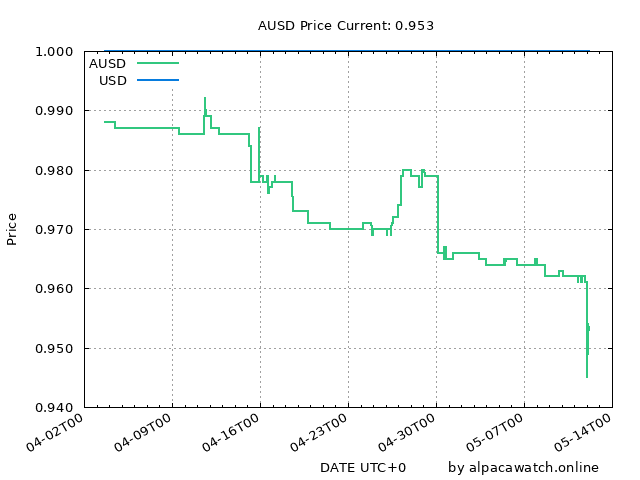 AUSD Price Current: 0.953
1.000
AUSD
USD
0.990
0.980
0.970
Price
0.960
0.950
0.940
04-02T00
04-09T00
04-16T00
04-23T00
04-30T00
05-07T00
05-14T00
DATE UTC+0
by alpacawatch.online